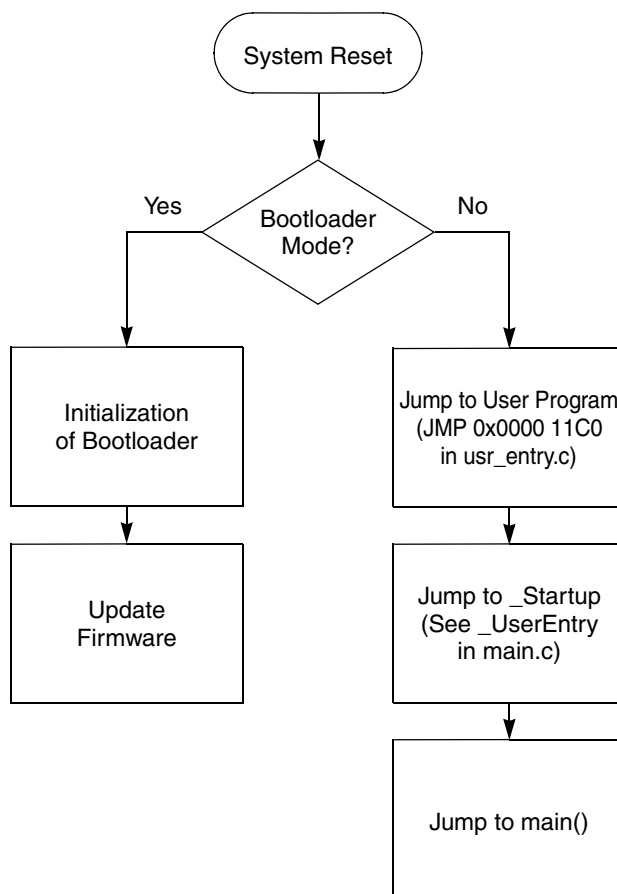 System Reset
Bootloader
Mode?
Yes
No
Initialization
of Bootloader
Update
Firmware
Jump to User Program
(JMP 0x0000 11C0
in usr_entry.c)
Jump to _Startup
(See _UserEntry
in main.c)
Jump to main()